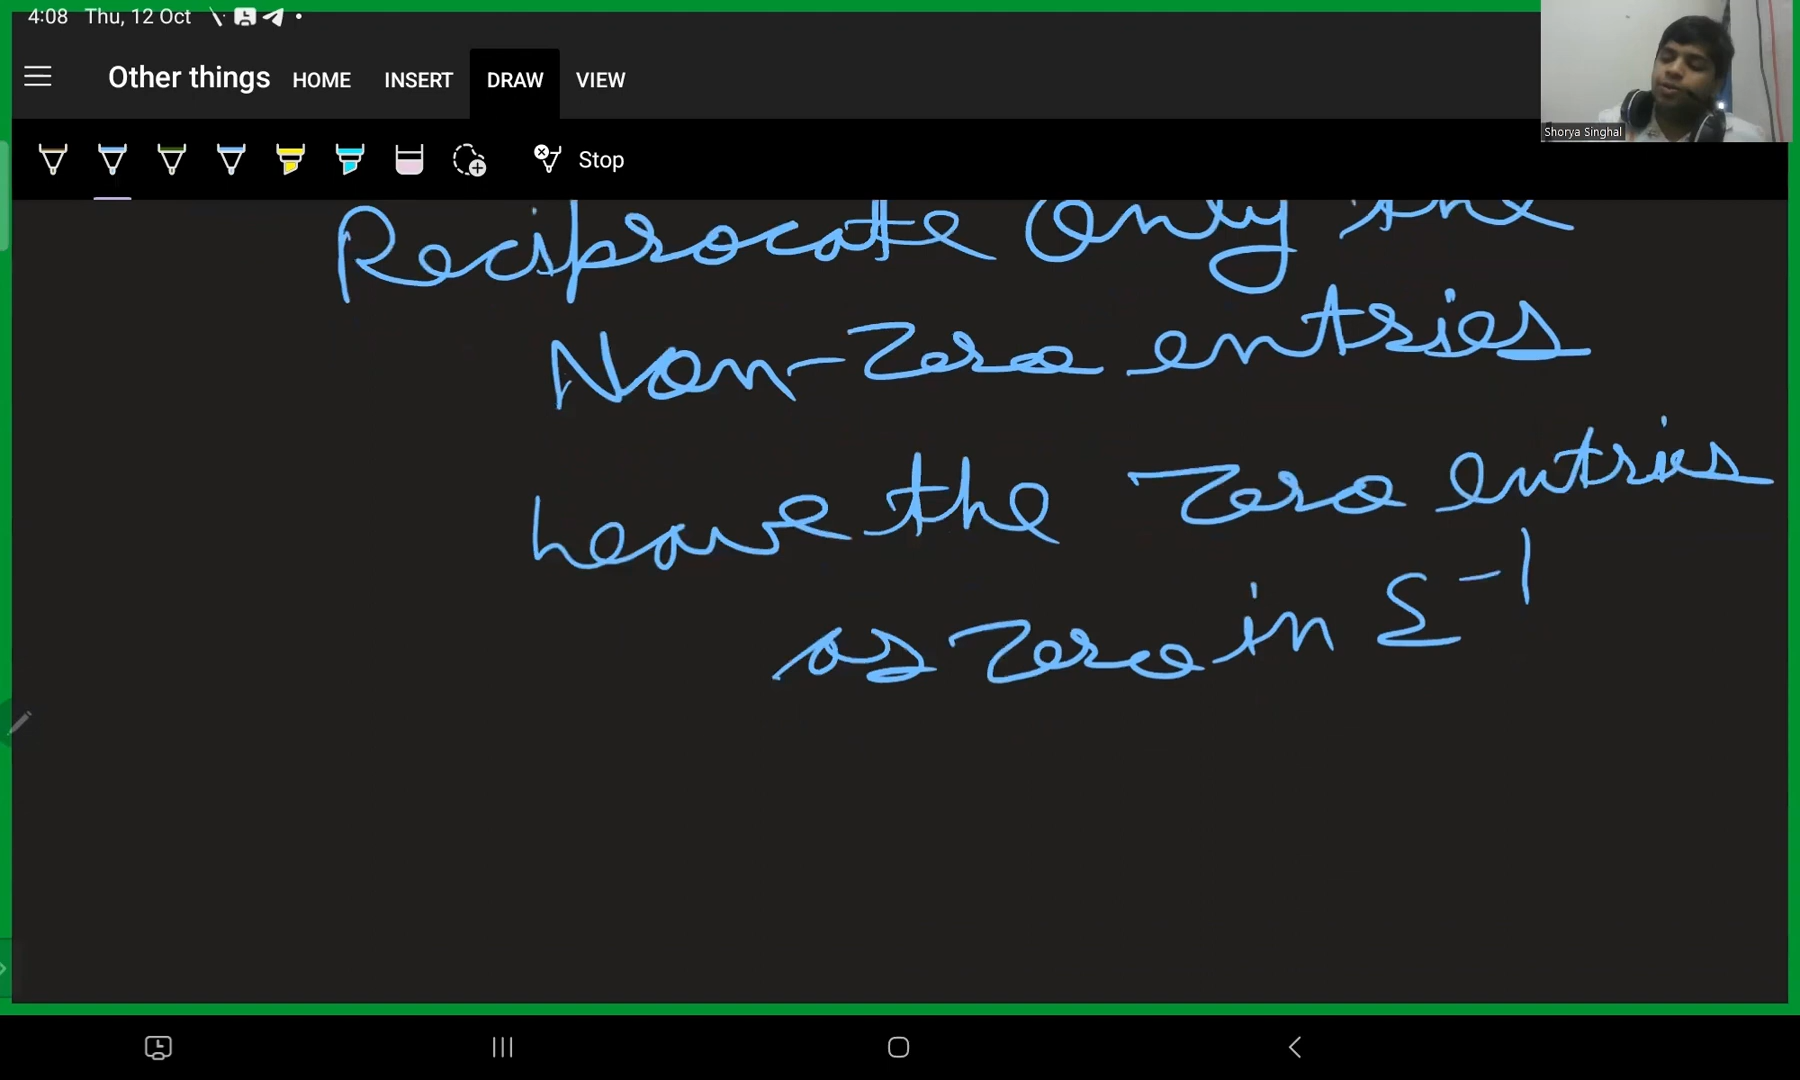 4:08 Thu, 12 Oct
Other things HOME INSERT DRAW VIEW
Shorya Singhal
Stop
Reciprocate Only the
Non-Zero entries
Leave the Zero entries
as Zero in Σ⁻¹